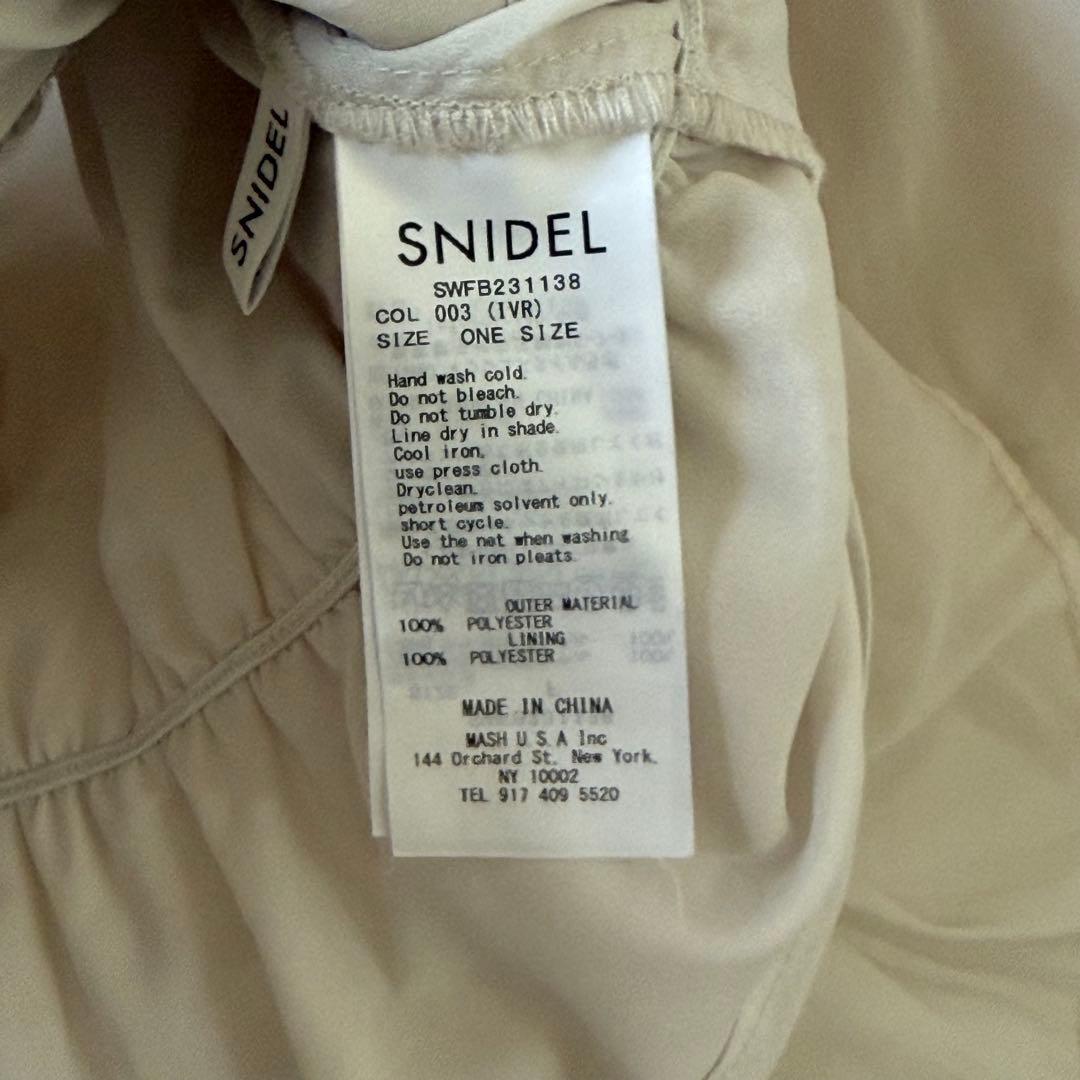 SNIDEL
SNIDEL
SWFB231138
COL 003 (IVR)
SIZE ONE SIZE
Hand wash cold.
Do not bleach.
Do not tumble dry.
Line dry in shade.
Cool iron.
use press cloth.
Dryclean.
petroleum solvent only.
short cycle.
Use the net when washing
Do not iron pleats.
OUTER MATERIAL
100% POLYESTER
LINING
100% POLYESTER
MADE IN CHINA
MASH U S A Inc
144 Orchard St. New York.
NY 10002
TEL 917 409 5520